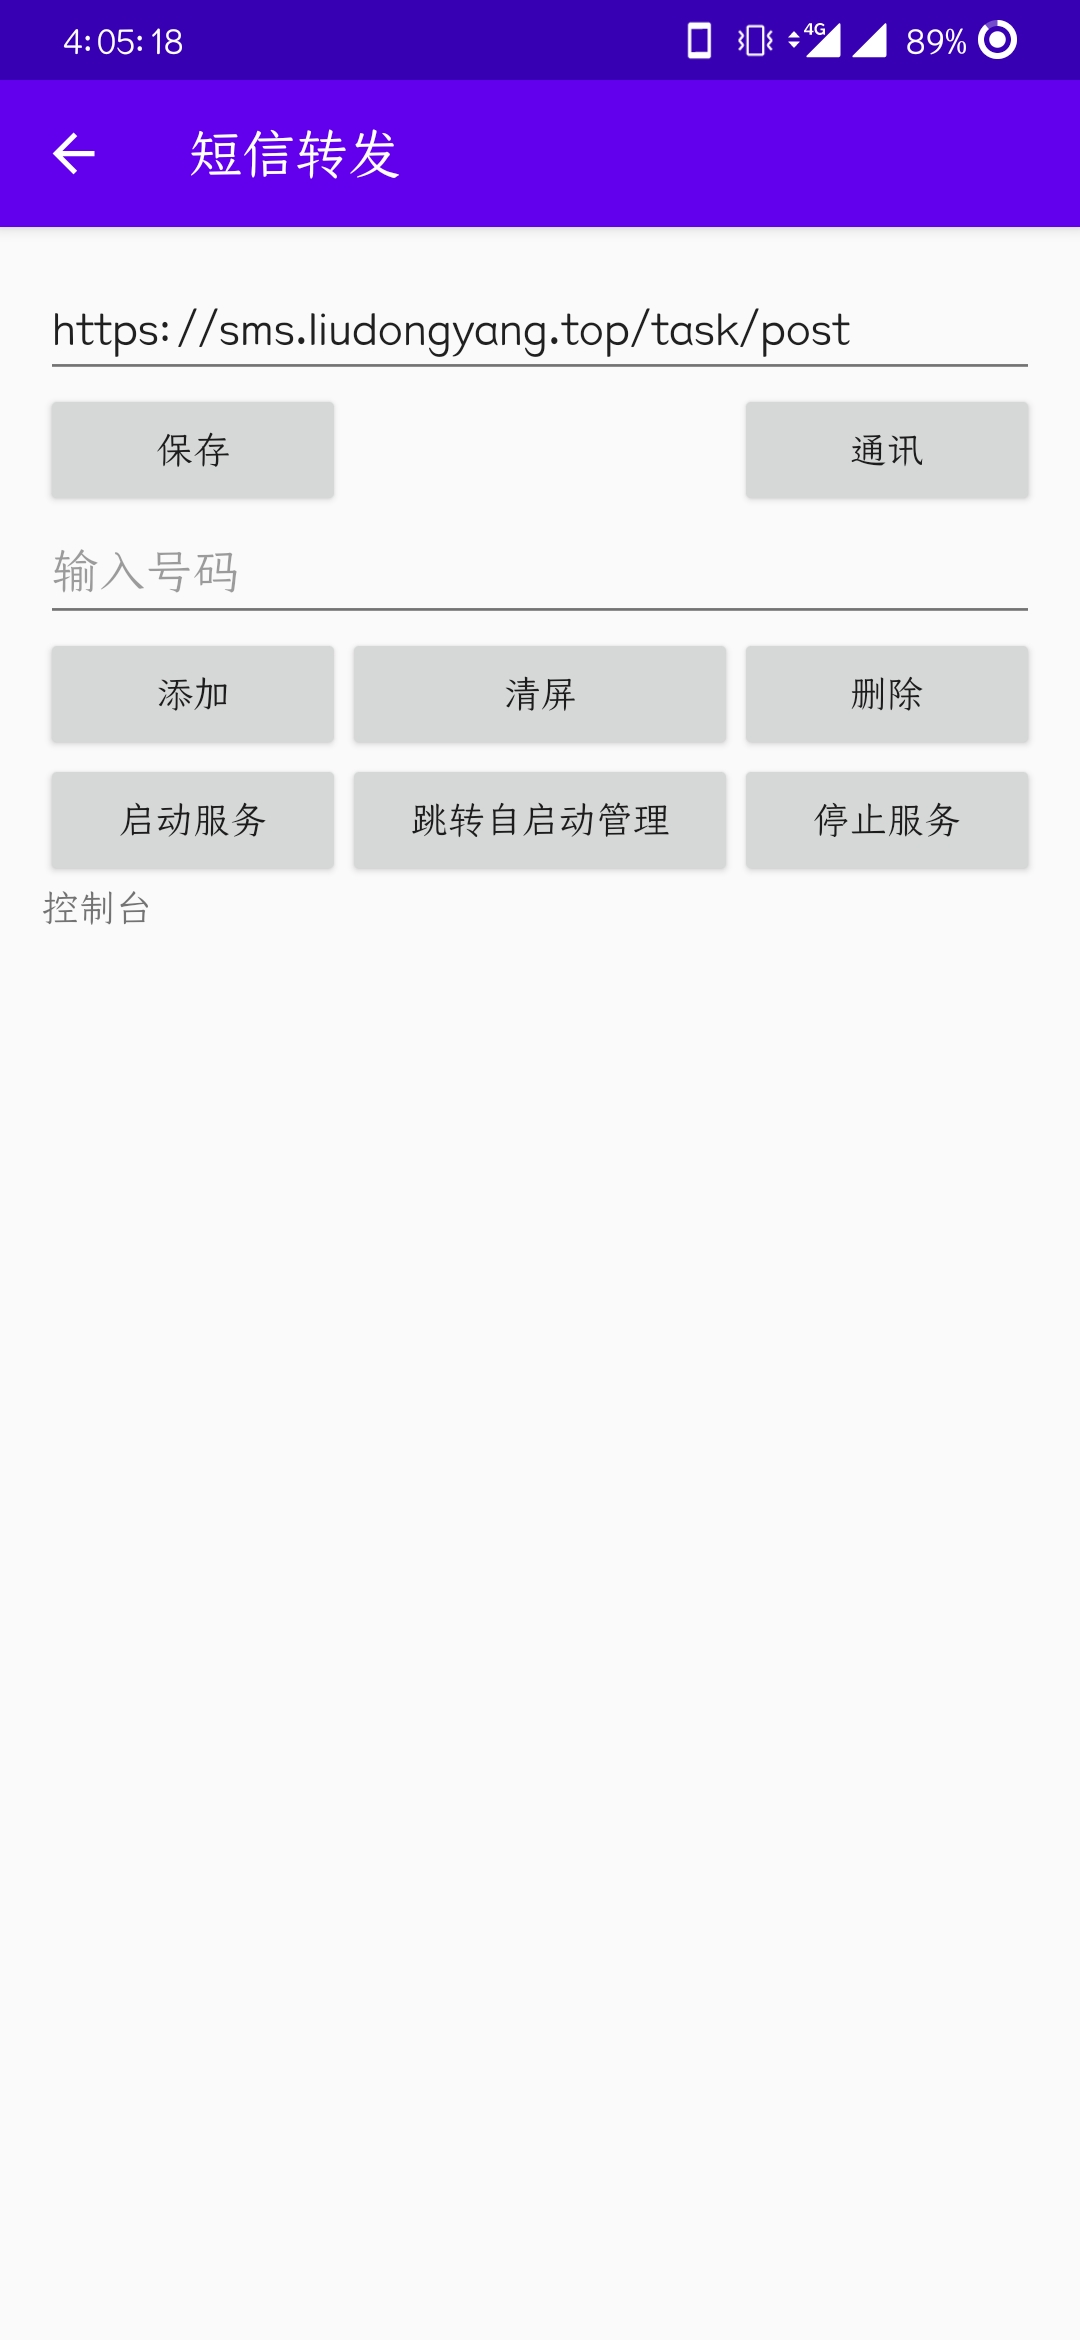 4:05:18 4G 89%
短信转发
https://sms.liudongyang.top/task/post
保存 通讯
输入号码
添加 清屏 删除
启动服务 跳转自启动管理 停止服务
控制台